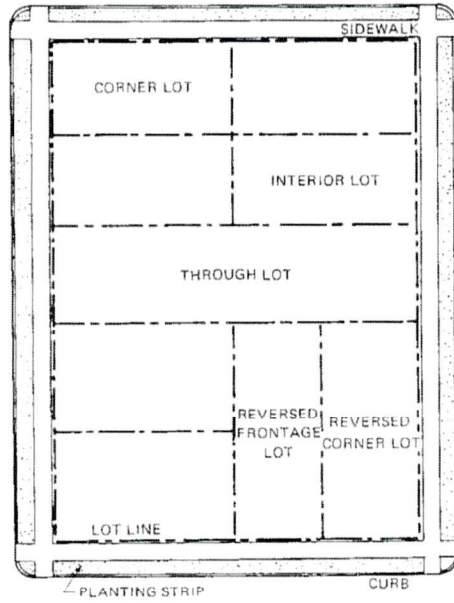 SIDEWALK
CORNER LOT
INTERIOR LOT
THROUGH LOT
REVERSED
FRONTAGE
LOT
REVERSED
CORNER LOT
LOT LINE
PLANTING STRIP
CURB